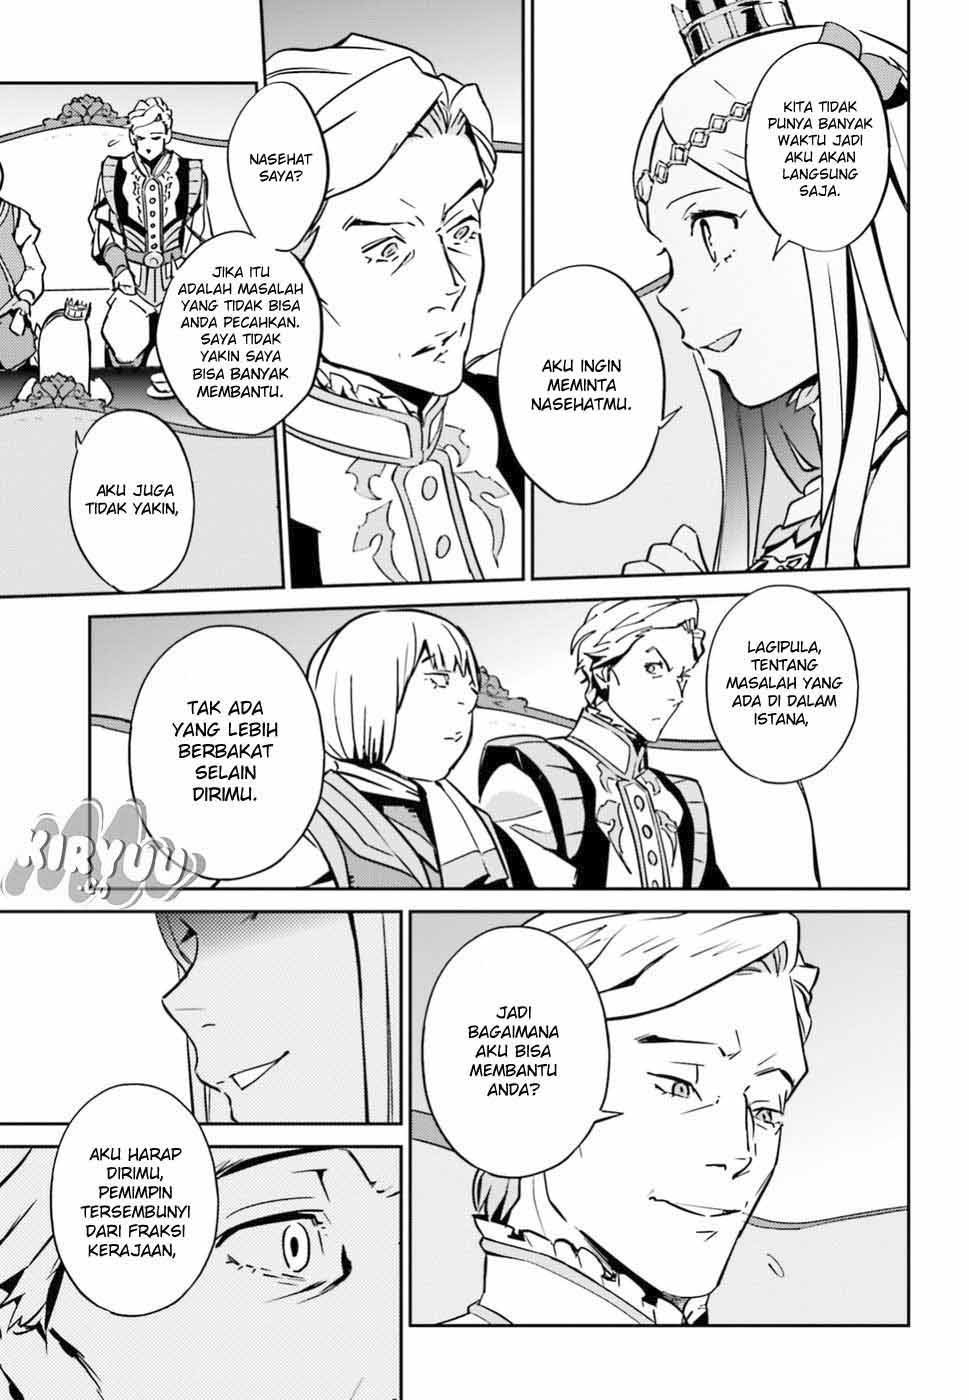 KITA TIDAK
PUNYA BANYAK
WAKTU JADI
AKU AKAN
LANGSUNG
SAJA.
AKU INGIN
MEMINTA
NASEHATMU.
NASEHAT
SAYA?
JIKA ITU
ADALAH MASALAH
YANG TIDAK BISA
ANDA PECAHKAN.
SAYA TIDAK
YAKIN SAYA
BISA BANYAK
MEMBANTU.
AKU JUGA
TIDAK YAKIN,
LAGIPULA,
TENTANG
MASALAH YANG
ADA DI DALAM
ISTANA,
TAK ADA
YANG LEBIH
BERBAKAT
SELAIN
DIRIMU.
KIRYUU
.co
JADI
BAGAIMANA
AKU BISA
MEMBANTU
ANDA?
AKU HARAP
DIRIMU,
PEMIMPIN
TERSEMBUNYI
DARI FRAKSI
KERAJAAN,